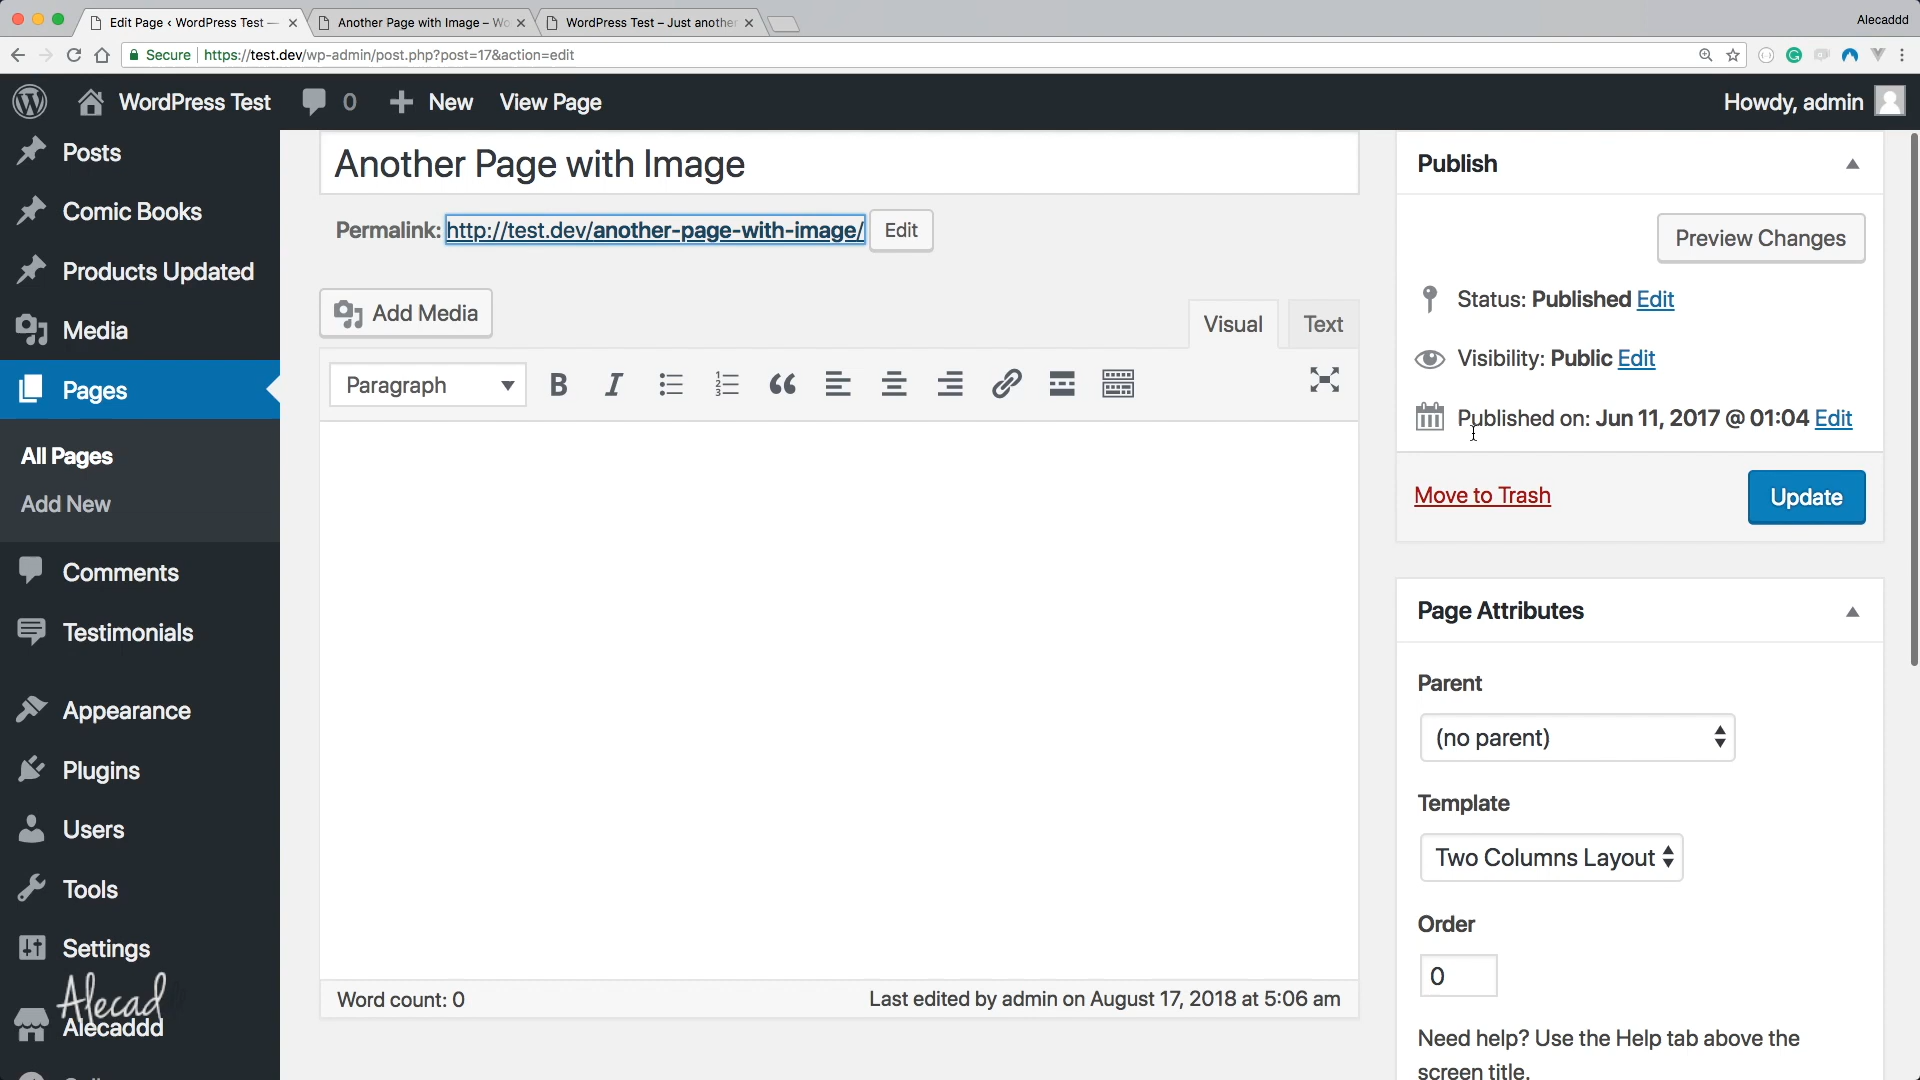 Edit Page ‹ WordPress Test —
Another Page with Image – Wo
WordPress Test – Just another
Alecaddd
Secure
https://test.dev/wp-admin/post.php?post=17&action=edit
WordPress Test
0
New
View Page
Howdy, admin
Posts
Comic Books
Products Updated
Media
Pages
All Pages
Add New
Comments
Testimonials
Appearance
Plugins
Users
Tools
Settings
Alecad
Alecaddd
Another Page with Image
Permalink: http://test.dev/another-page-with-image/ Edit
Add Media
Visual
Text
Paragraph
Word count: 0
Last edited by admin on August 17, 2018 at 5:06 am
Publish
Preview Changes
Status: Published Edit
Visibility: Public Edit
Published on: Jun 11, 2017 @ 01:04 Edit
Move to Trash
Update
Page Attributes
Parent
(no parent)
Template
Two Columns Layout
Order
0
Need help? Use the Help tab above the
screen title.